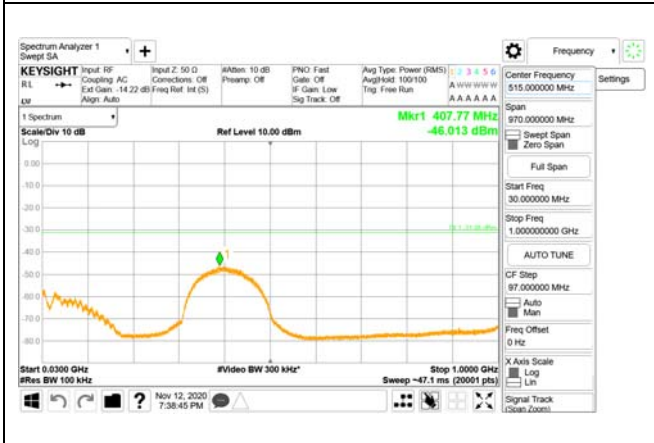 Spectrum Analyzer 1
Swept SA
+
Frequency
KEYSIGHT
Input: RF
Input Z: 50 Ω
#Atten: 10 dB
PNO: Fast
Avg Type: Power (RMS)
1 2 3 4 5 6
RL
Coupling: AC
Corrections: Off
Preamp: Off
Gate: Off
Avg|Hold: 100/100
A W W W W W
Ext Gain: -14.22 dB
Freq Ref: Int (S)
IF Gain: Low
Trig: Free Run
Align: Auto
Sig Track: Off
A A A A A A
Center Frequency
515.000000 MHz
Settings
1 Spectrum
Mkr1 407.77 MHz
Scale/Div 10 dB
Ref Level 10.00 dBm
-46.013 dBm
Log
Span
970.000000 MHz
Swept Span
Zero Span
0.00
-10.0
-20.0
-30.0
-40.0
-50.0
-60.0
-70.0
-80.0
1
Full Span
Start Freq
30.000000 MHz
Stop Freq
1.000000000 GHz
AUTO TUNE
CF Step
97.000000 MHz
Auto
Man
Freq Offset
0 Hz
X Axis Scale
Log
Lin
Signal Track
(Span Zoom)
Start 0.0300 GHz
#Video BW 300 kHz*
Stop 1.0000 GHz
#Res BW 100 kHz
Sweep ~47.1 ms (20001 pts)
?
Nov 12, 2020
7:38:45 PM